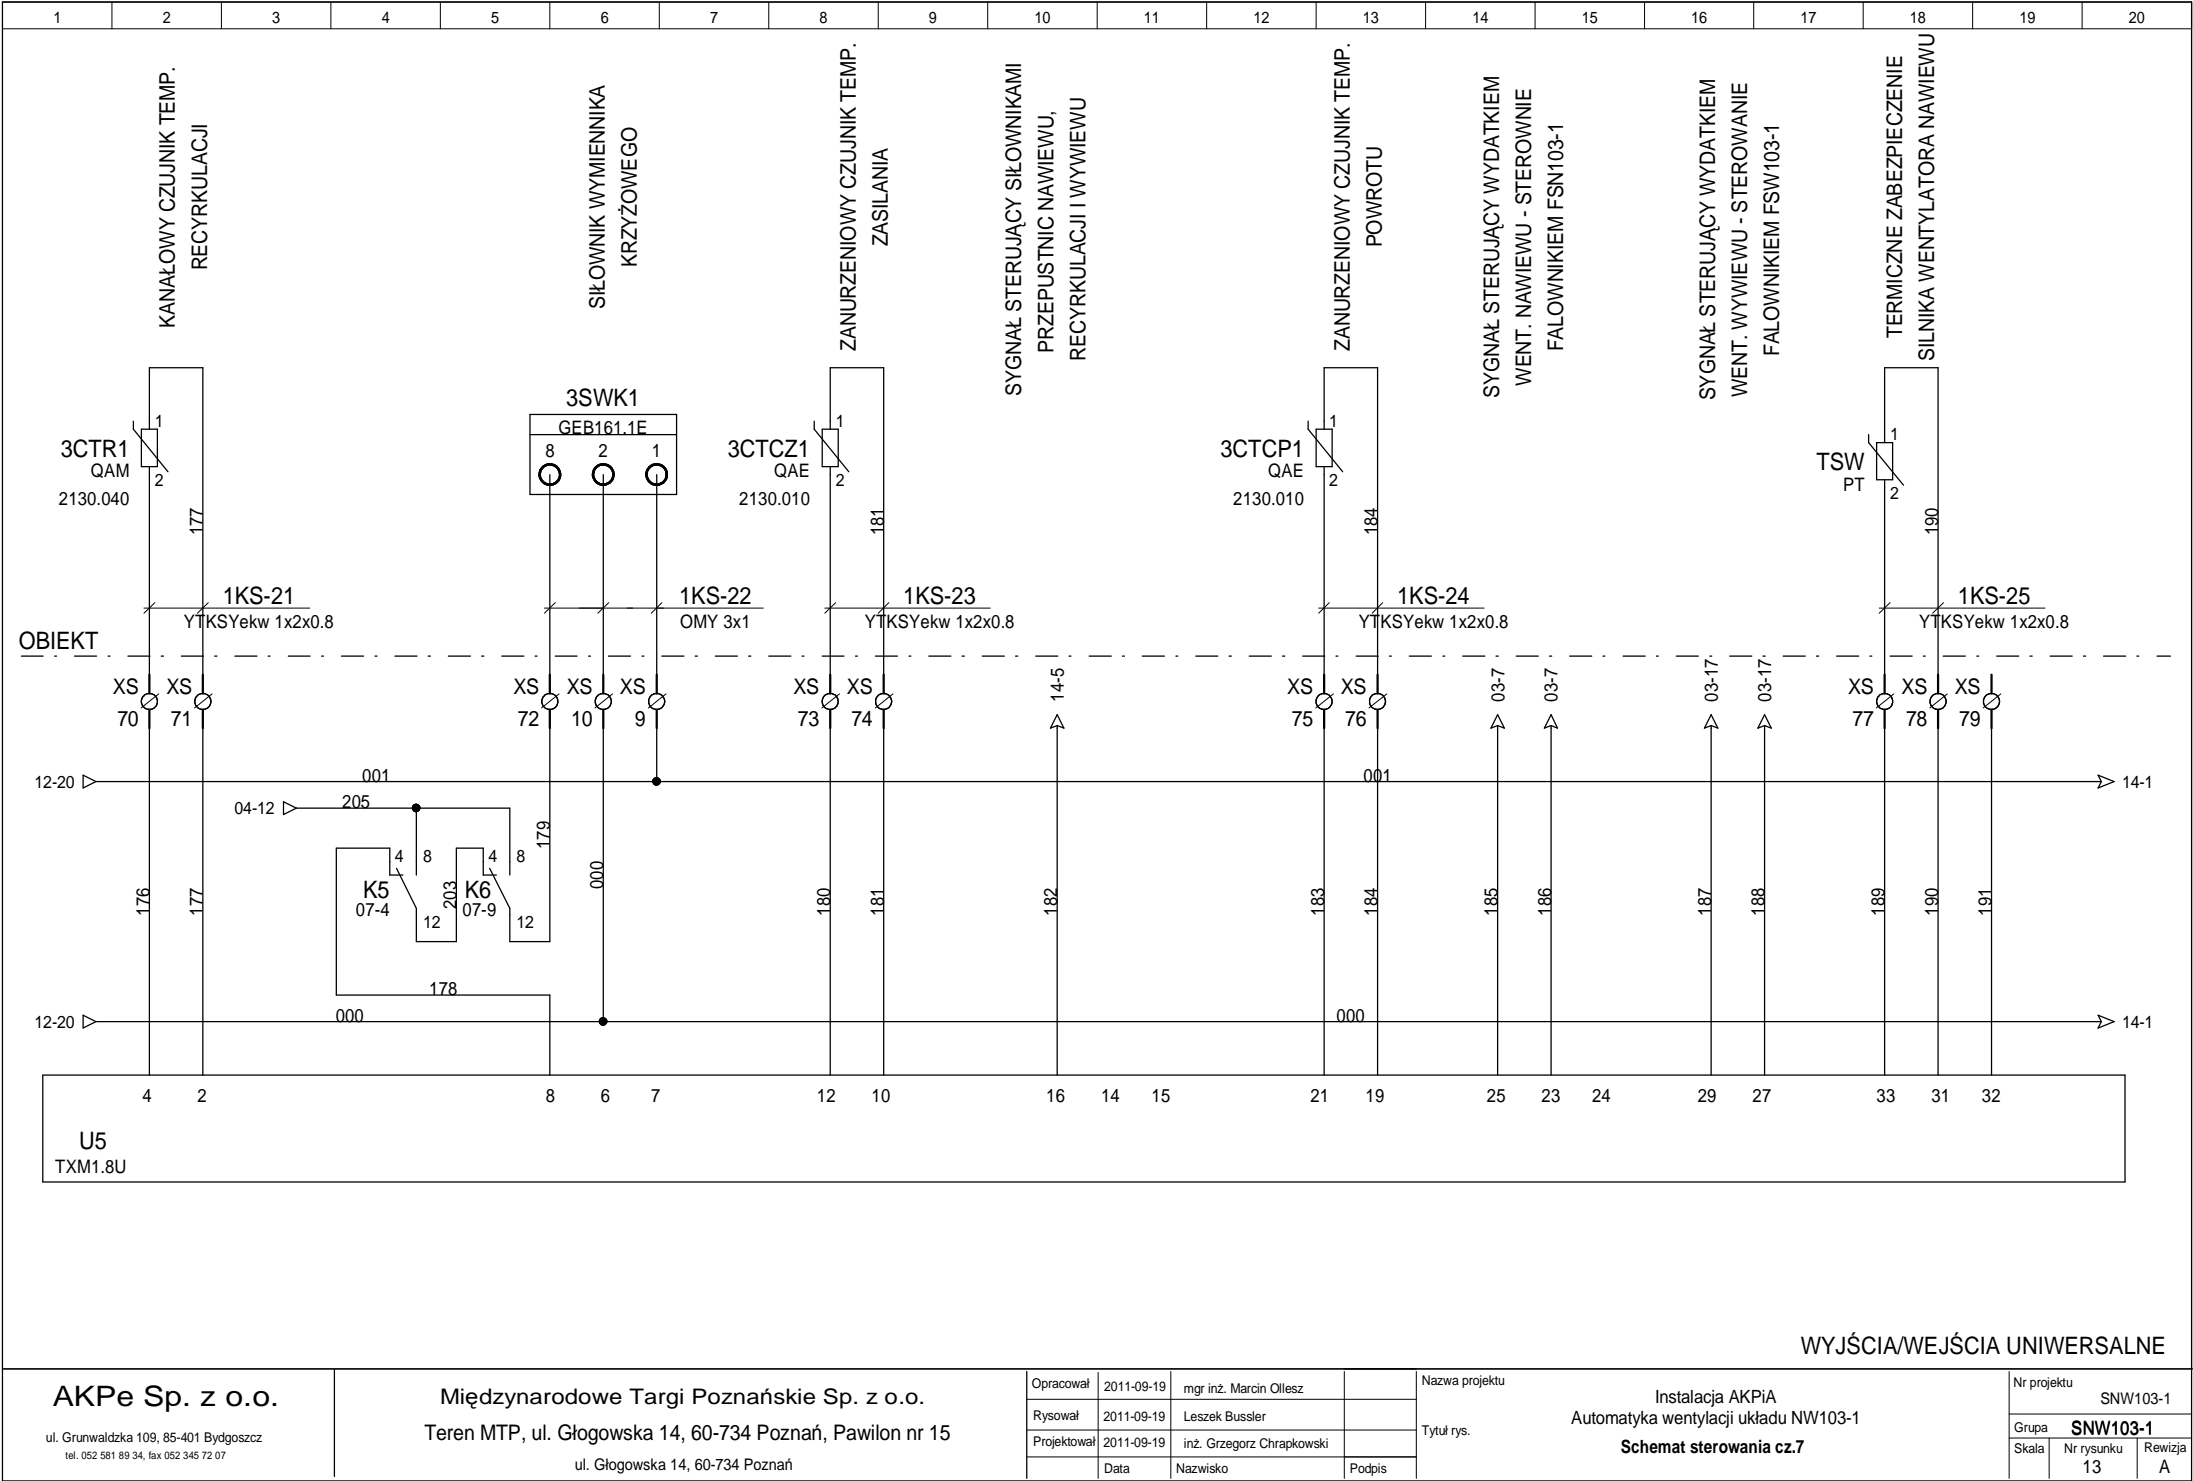 1 2 3 4 5 6 7 8 9 10 11 12 13 14 15 16 17 18 19 20
KANAŁOWY CZUJNIK TEMP.
RECYRKULACJI
SIŁOWNIK WYMIENNIKA
KRZYŻOWEGO
ZANURZENIOWY CZUJNIK TEMP.
ZASILANIA
SYGNAŁ STERUJĄCY SIŁOWNIKAMI
PRZEPUSTNIC NAWIEWU,
RECYRKULACJI I WYWIEWU
ZANURZENIOWY CZUJNIK TEMP.
POWROTU
SYGNAŁ STERUJĄCY WYDATKIEM
WENT. NAWIEWU - STEROWNIE
FALOWNIKIEM FSN103-1
SYGNAŁ STERUJĄCY WYDATKIEM
WENT. WYWIEWU - STEROWANIE
FALOWNIKIEM FSW103-1
TERMICZNE ZABEZPIECZENIE
SILNIKA WENTYLATORA NAWIEWU
3CTR1
QAM
2130.040
1
2
177
3SWK1
GEB161.1E
8 2 1
3CTCZ1
QAE
2130.010
1
2
181
3CTCP1
QAE
2130.010
1
2
184
TSW
PT
1
2
190
1KS-21
YTKSYekw 1x2x0.8
1KS-22
OMY 3x1
1KS-23
YTKSYekw 1x2x0.8
1KS-24
YTKSYekw 1x2x0.8
1KS-25
YTKSYekw 1x2x0.8
OBIEKT
XS XS XS XS XS XS XS 14-5 XS XS 03-7 03-7 03-17 03-17 XS XS XS
70 71 72 10 9 73 74 75 76 77 78 79
12-20 001 001 14-1
04-12 205
179
4 8 4 8
K5
07-4
12
203
K6
07-9
12
176 177 000 180 181 182 183 184 185 186 187 188 189 190 191
178
12-20 000 000 14-1
4 2 8 6 7 12 10 16 14 15 21 19 25 23 24 29 27 33 31 32
U5
TXM1.8U
WYJŚCIA/WEJŚCIA UNIWERSALNE
AKPe Sp. z o.o.
ul. Grunwaldzka 109, 85-401 Bydgoszcz
tel. 052 581 89 34, fax 052 345 72 07
Międzynarodowe Targi Poznańskie Sp. z o.o.
Teren MTP, ul. Głogowska 14, 60-734 Poznań, Pawilon nr 15
ul. Głogowska 14, 60-734 Poznań
Opracował 2011-09-19 mgr inż. Marcin Ollesz
Rysował 2011-09-19 Leszek Bussler
Projektował 2011-09-19 inż. Grzegorz Chrapkowski
Data Nazwisko Podpis
Nazwa projektu
Instalacja AKPiA
Automatyka wentylacji układu NW103-1
Tytuł rys.
Schemat sterowania cz.7
Nr projektu
SNW103-1
Grupa SNW103-1
Skala Nr rysunku Rewizja
13 A